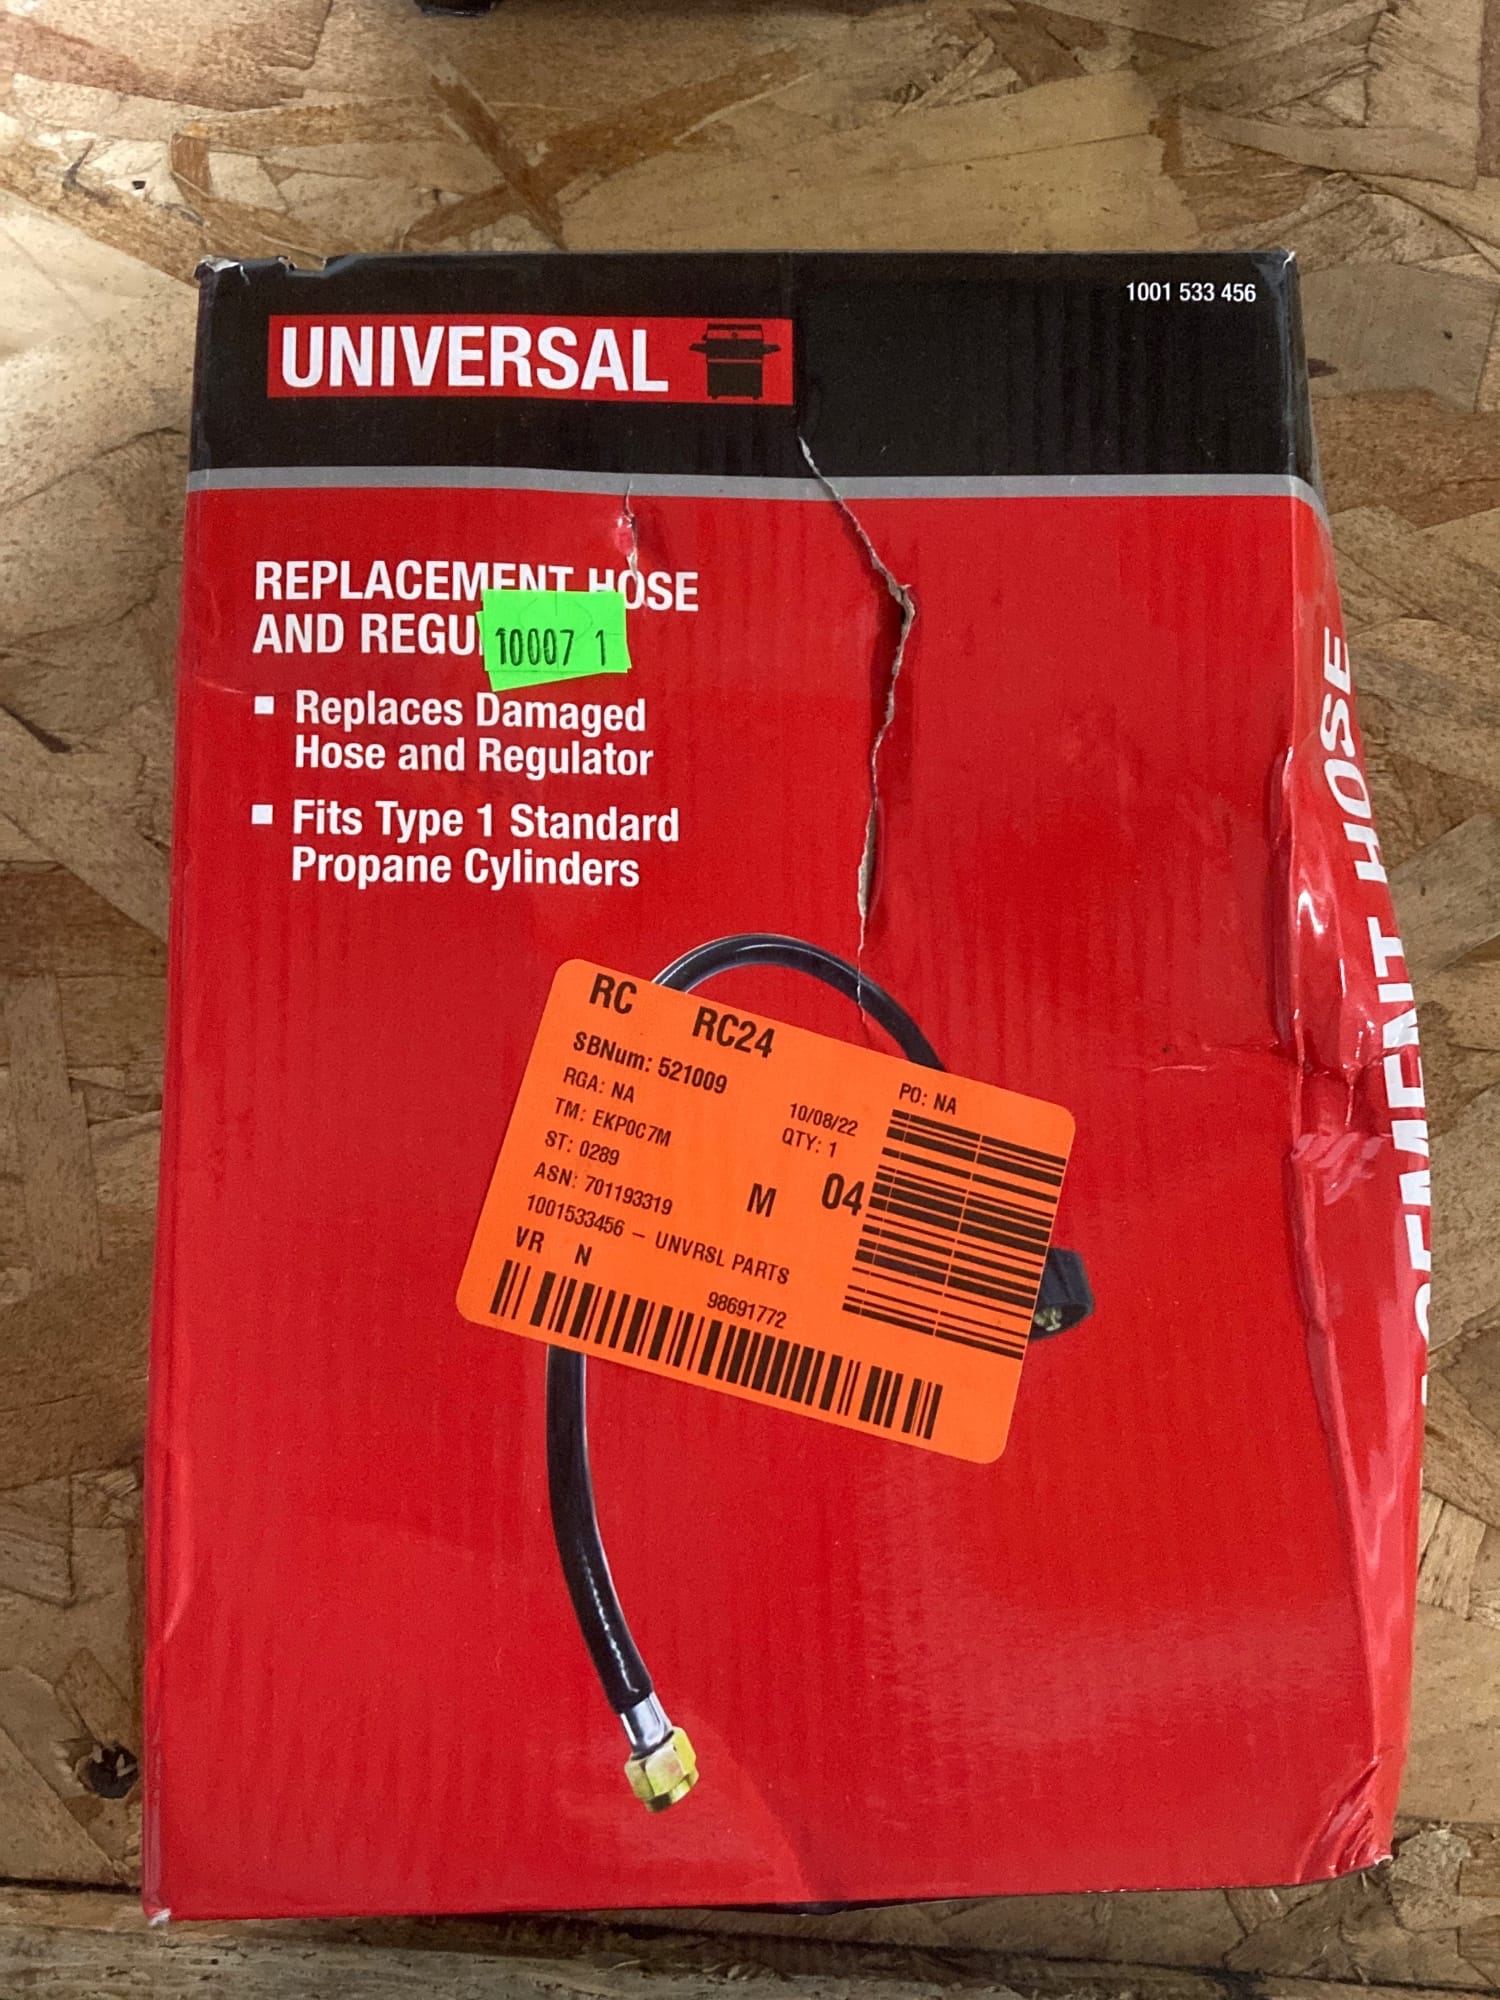 1001 533 456
UNIVERSAL
REPLACEMENT HOSE
AND REGU
10007 1
Replaces Damaged
Hose and Regulator
Fits Type 1 Standard
Propane Cylinders
RC RC24
SBNum: 521009
RGA: NA
TM: EKP0C7M
ST: 0289
ASN: 701193319
1001533456 - UNVRSL PARTS
VR N
98691772
10/08/22
QTY: 1
M 04
PO: NA
CEMENT HOSE